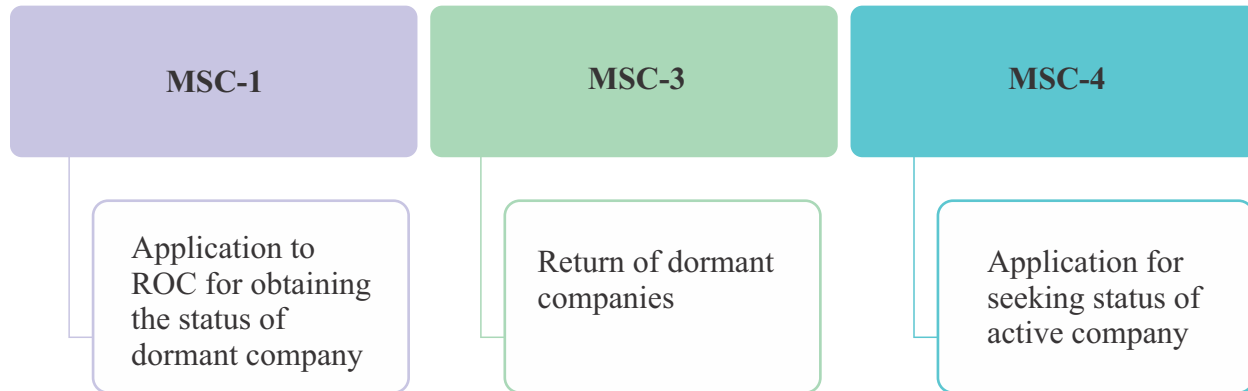 MSC-1
Application to
ROC for obtaining
the status of
dormant company
MSC-3
Return of dormant
companies
MSC-4
Application for
seeking status of
active company